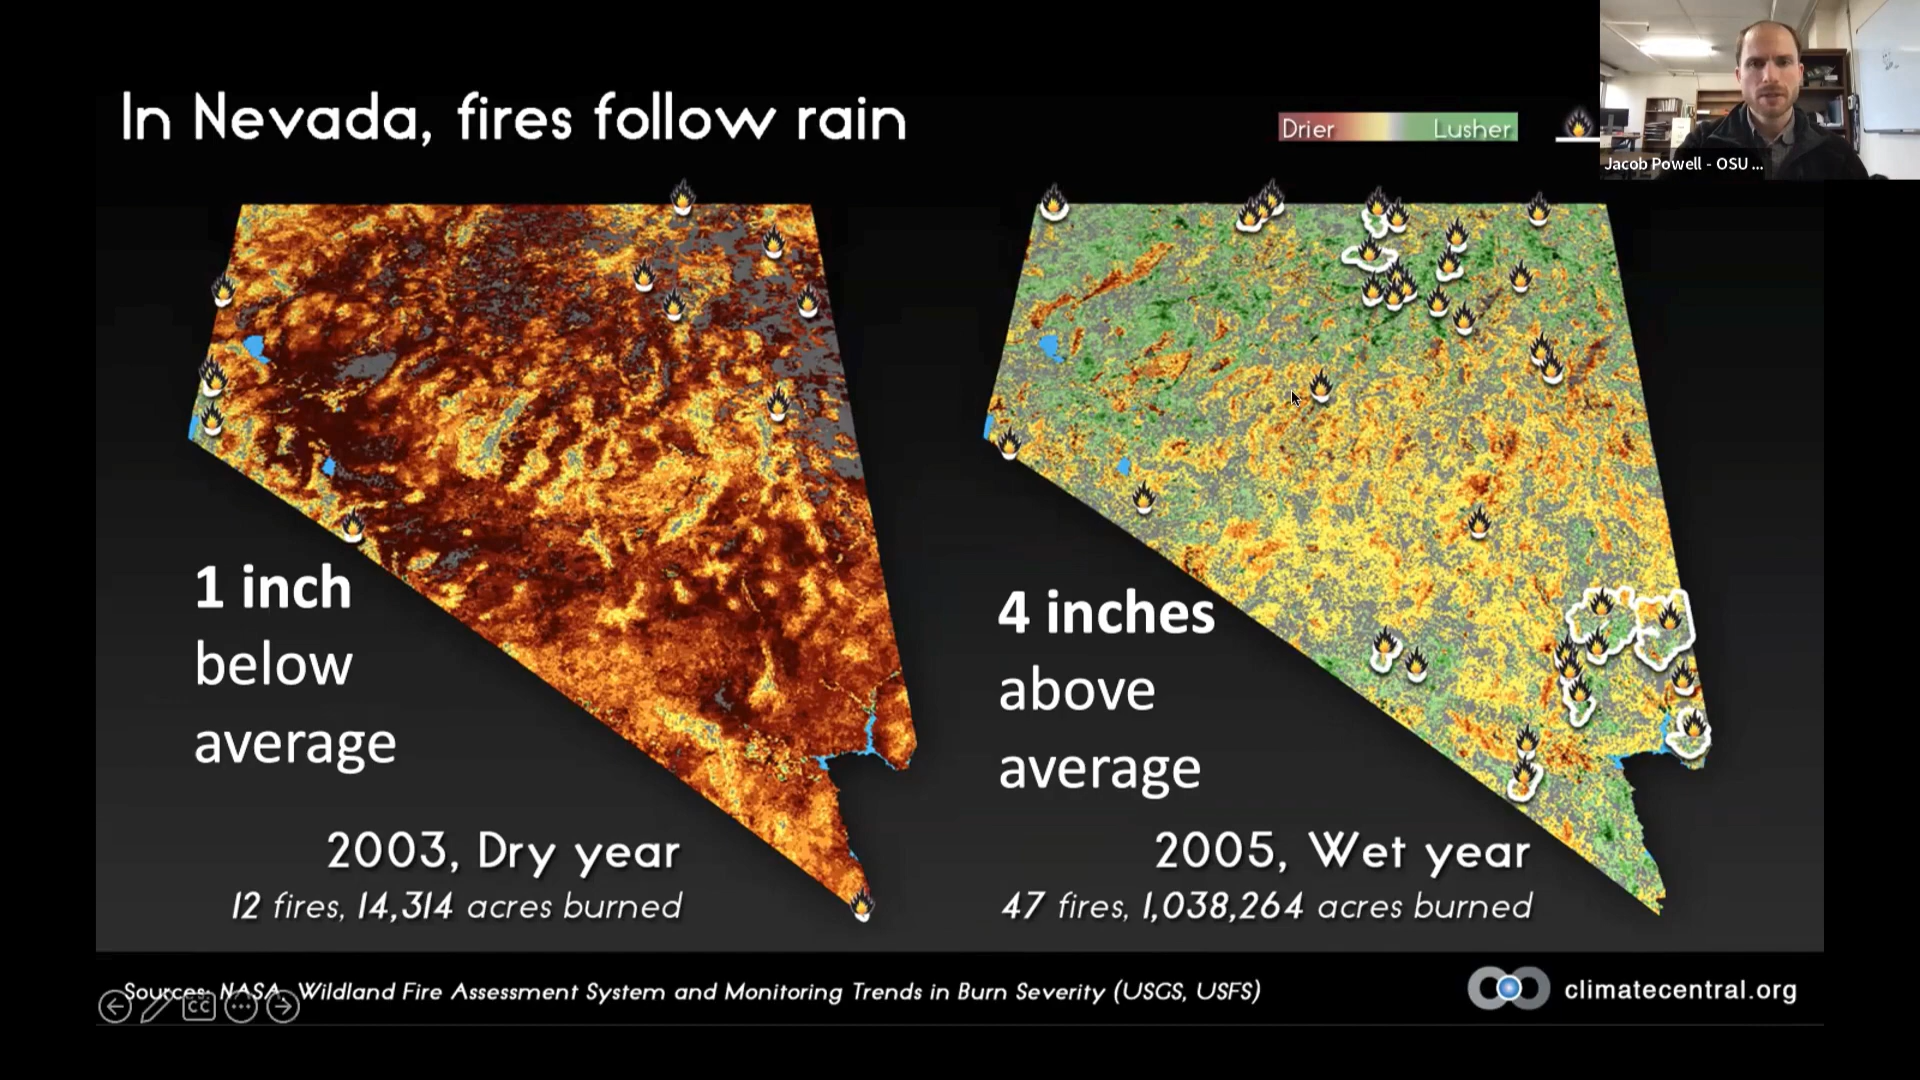 In Nevada, fires follow rain
Drier
Lusher
Jacob Powell - OSU ...
1 inch
below
average
4 inches
above
average
2003, Dry year
12 fires, 14,314 acres burned
2005, Wet year
47 fires, 1,038,264 acres burned
Sources: NASA, Wildland Fire Assessment System and Monitoring Trends in Burn Severity (USGS, USFS)
CC
climatecentral.org